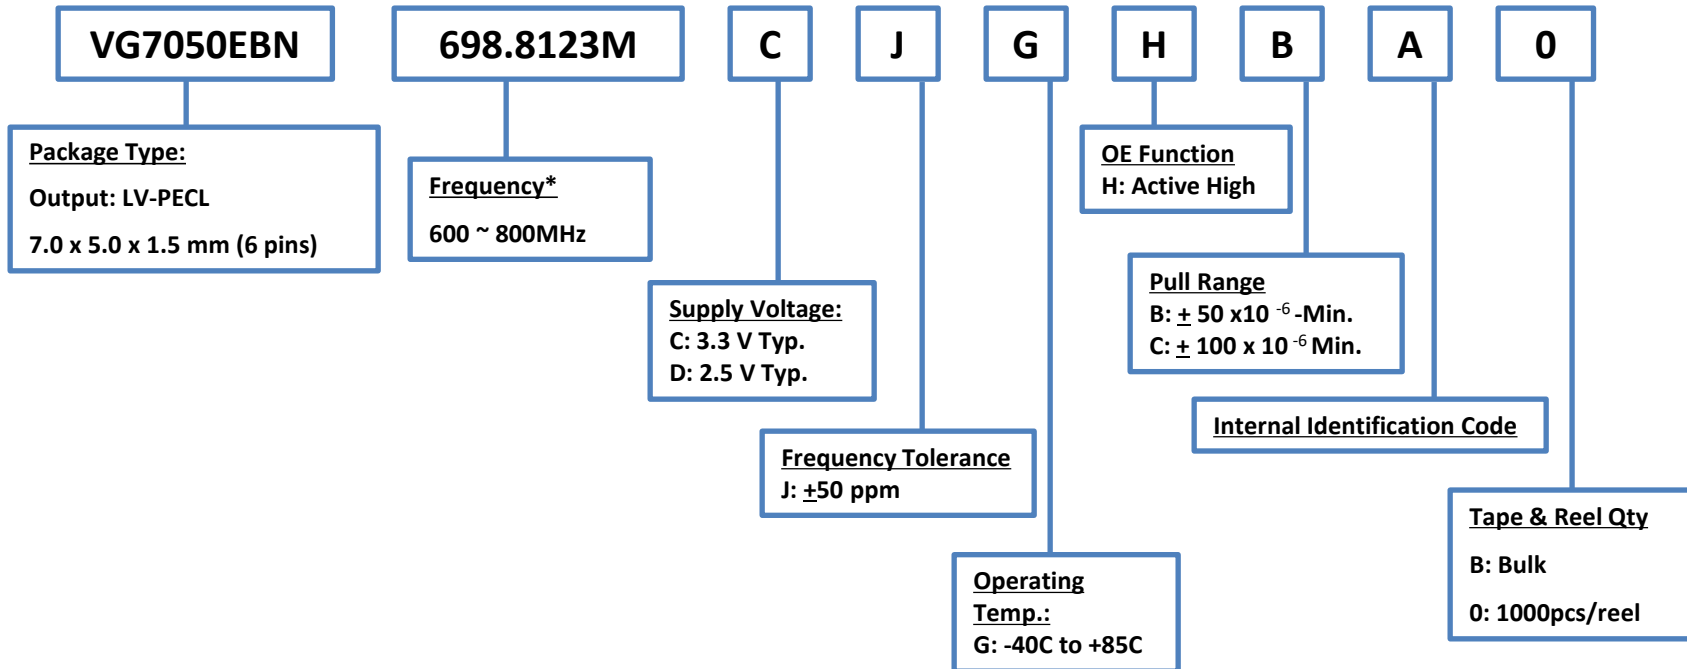 VG7050EBN 698.8123M C J G H B A 0
Package Type:
Output: LV-PECL
7.0 x 5.0 x 1.5 mm (6 pins)
Frequency*
600 ~ 800MHz
Supply Voltage:
C: 3.3 V Typ.
D: 2.5 V Typ.
Frequency Tolerance
J: ±50 ppm
Operating
Temp.:
G: -40C to +85C
OE Function
H: Active High
Pull Range
B: ± 50 x10 ⁻⁶ -Min.
C: ± 100 x 10 ⁻⁶ Min.
Internal Identification Code
Tape & Reel Qty
B: Bulk
0: 1000pcs/reel